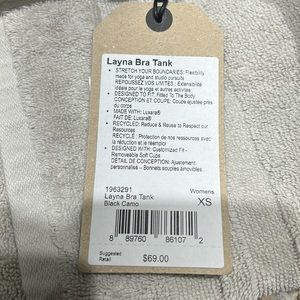 Layna Bra Tank
• STRETCH YOUR BOUNDARIES: Flexibility
made for yoga and studio pursuits
REPOUSSEZ VOS LIMITES : Extensibilité
idéale pour le yoga et autres activités
• DESIGNED TO FIT: Fitted To The Body
CONCEPTION ET COUPE: Coupe ajustée près
du corps
• MADE WITH: Luxara®
FAIT DE: Luxara®
• RECYCLED: Reduce & Reuse to Respect our
Resources
RECYCLÉ : Protection de nos ressources avec
la réduction et le réemploi
• DESIGNED WITH: Customized Fit -
Removable Soft Cups
DÉTAIL DE CONCEPTION: Ajustement
personnalisé – Bonnets souples amovibles
1963291
Layna Bra Tank
Black Camo
Womens
XS
8 89760 86107 2
Suggested
Retail
$69.00